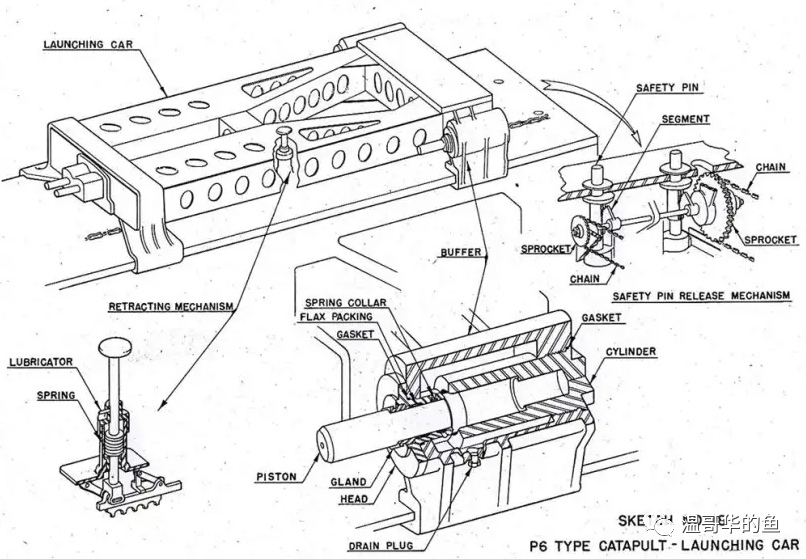 LAUNCHING CAR
SAFETY PIN
SEGMENT
CHAIN
SPROCKET
SPROCKET
CHAIN
SAFETY PIN RELEASE MECHANISM
BUFFER
RETRACTING MECHANISM
SPRING COLLAR
FLAX PACKING
GASKET
GASKET
CYLINDER
LUBRICATOR
SPRING
PISTON
GLAND
HEAD
DRAIN PLUG
温哥华的鱼
P6 TYPE CATAPULT - LAUNCHING CAR